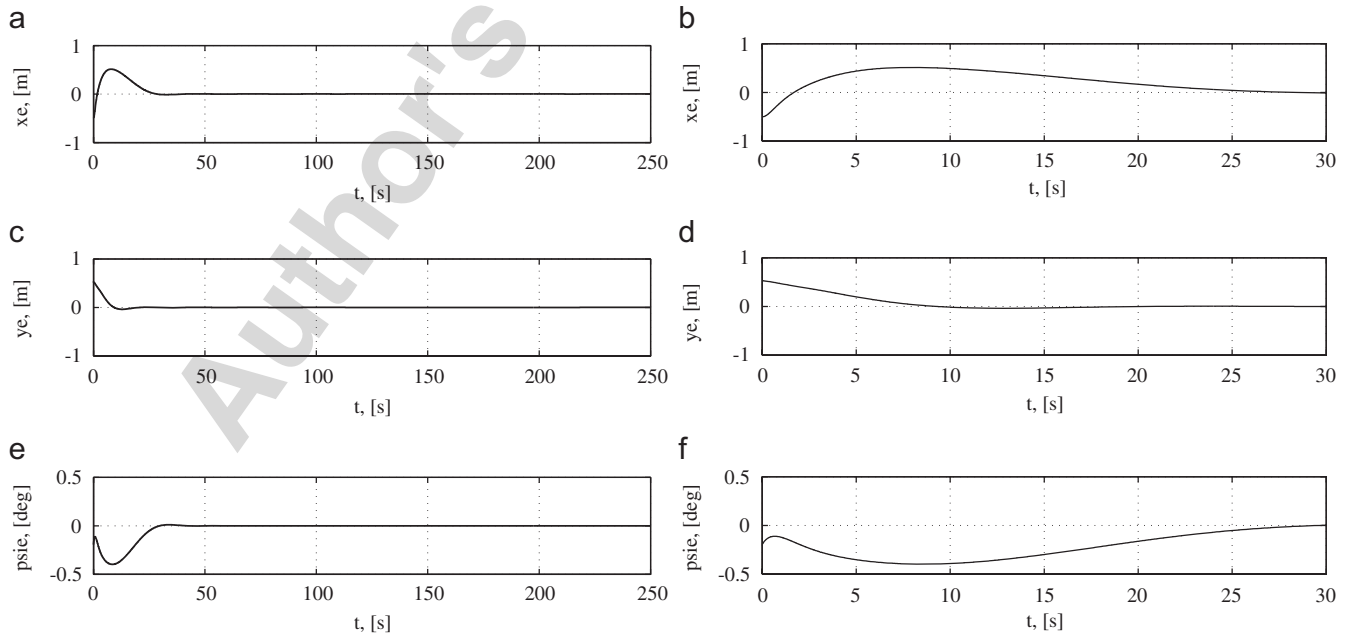 a
1
0
-1
xe, [m]
0 50 100 150 200 250
t, [s]
b
1
0
-1
xe, [m]
0 5 10 15 20 25 30
t, [s]
c
1
0
-1
ye, [m]
0 50 100 150 200 250
t, [s]
d
1
0
-1
ye, [m]
0 5 10 15 20 25 30
t, [s]
e
0.5
0
-0.5
psie, [deg]
0 50 100 150 200 250
t, [s]
f
0.5
0
-0.5
psie, [deg]
0 5 10 15 20 25 30
t, [s]
Author's